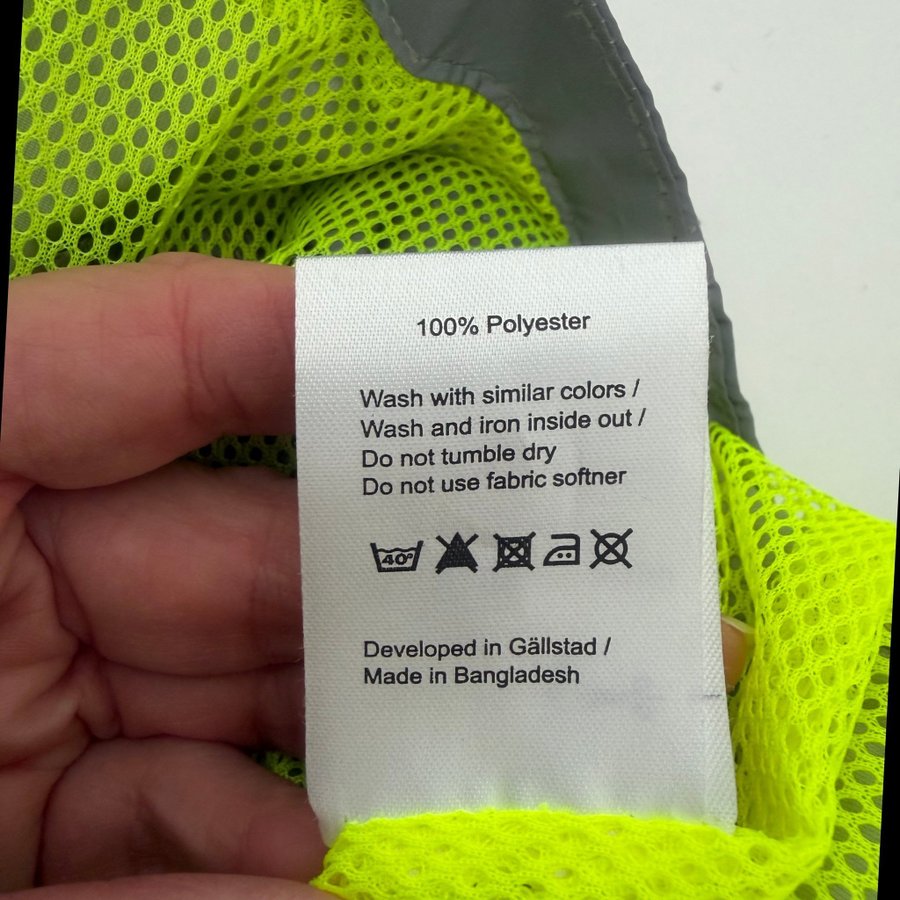 100% Polyester
Wash with similar colors /
Wash and iron inside out /
Do not tumble dry
Do not use fabric softner
40°
Developed in Gällstad /
Made in Bangladesh